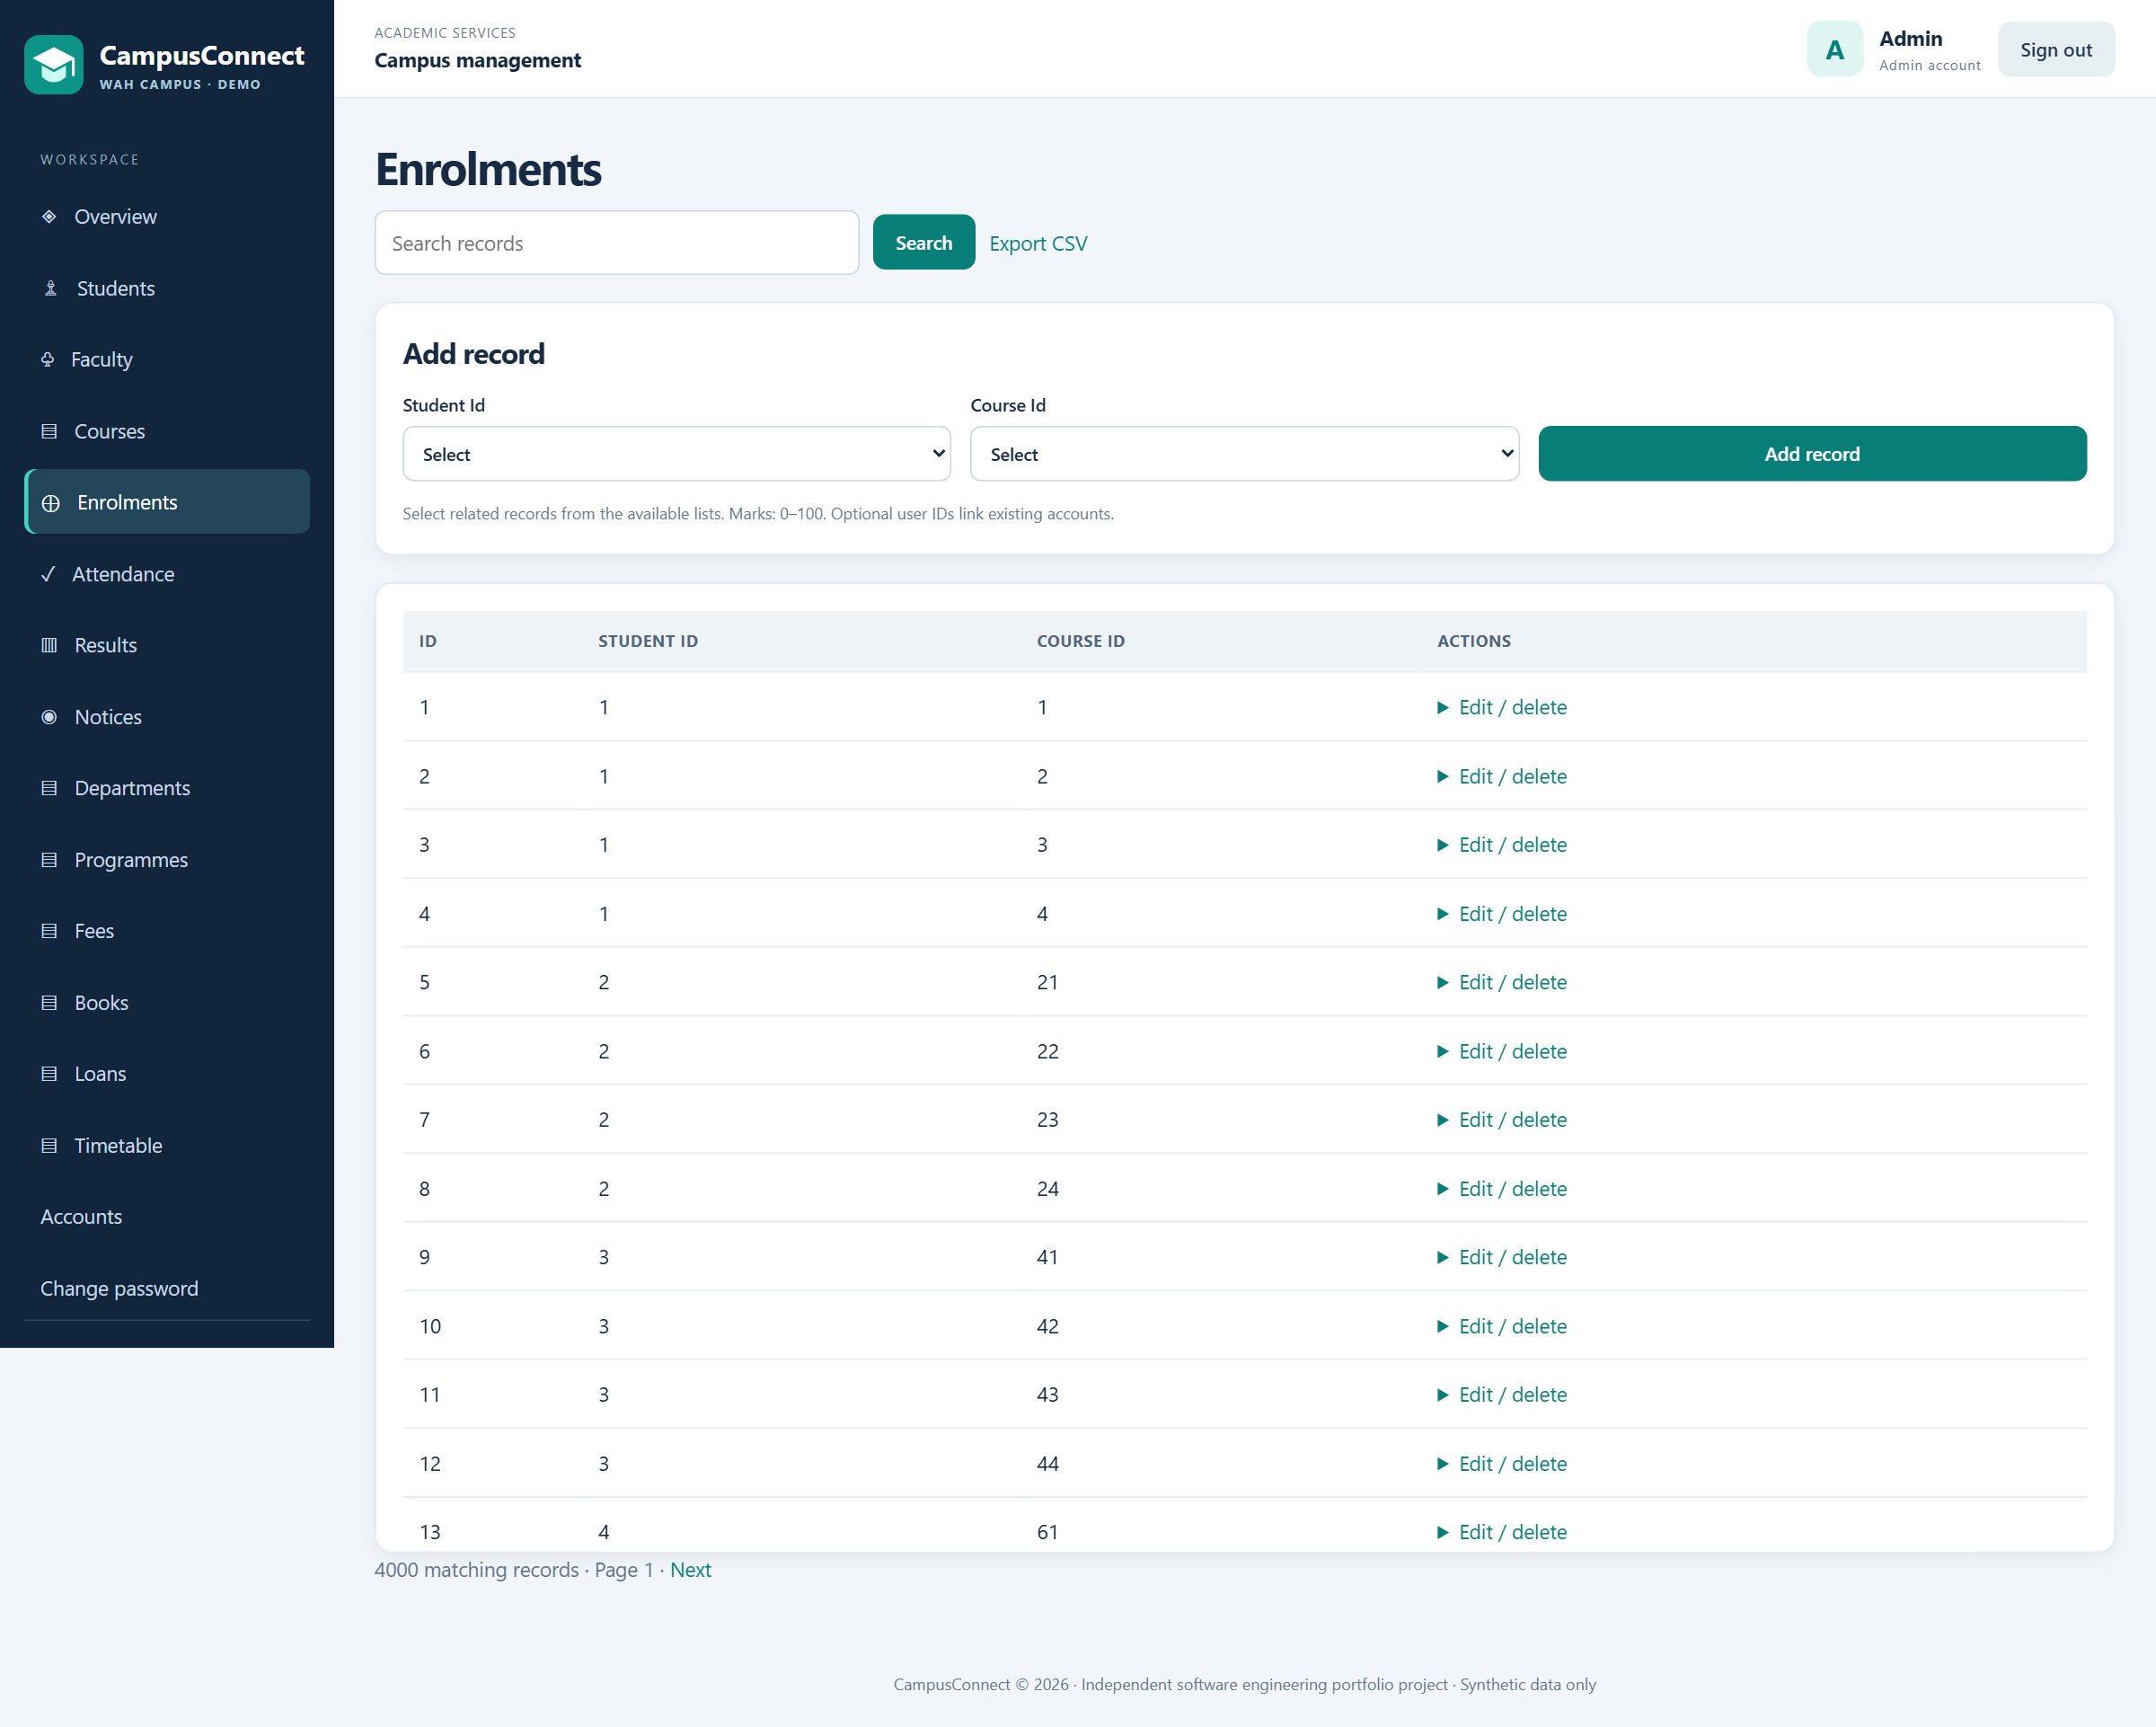 CampusConnect
WAH CAMPUS · DEMO
WORKSPACE
Overview
Students
Faculty
Courses
Enrolments
Attendance
Results
Notices
Departments
Programmes
Fees
Books
Loans
Timetable
Accounts
Change password
ACADEMIC SERVICES
Campus management
A
Admin
Admin account
Sign out
Enrolments
Search records
Search
Export CSV
Add record
Student Id
Course Id
Select
Select
Add record
Select related records from the available lists. Marks: 0–100. Optional user IDs link existing accounts.
ID STUDENT ID COURSE ID ACTIONS
1 1 1 Edit / delete
2 1 2 Edit / delete
3 1 3 Edit / delete
4 1 4 Edit / delete
5 2 21 Edit / delete
6 2 22 Edit / delete
7 2 23 Edit / delete
8 2 24 Edit / delete
9 3 41 Edit / delete
10 3 42 Edit / delete
11 3 43 Edit / delete
12 3 44 Edit / delete
13 4 61 Edit / delete
4000 matching records · Page 1 · Next
CampusConnect © 2026 · Independent software engineering portfolio project · Synthetic data only